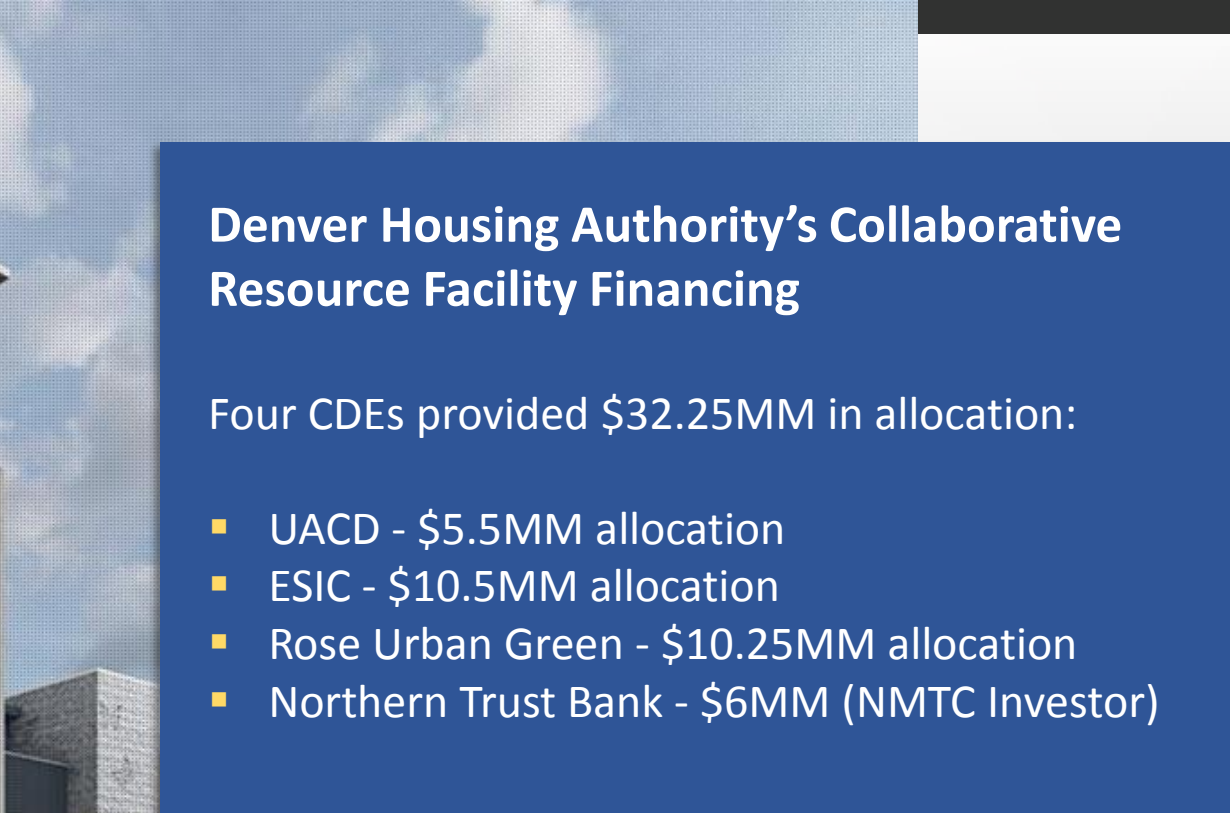 Denver Housing Authority’s Collaborative
Resource Facility Financing
Four CDEs provided $32.25MM in allocation:
▪ UACD - $5.5MM allocation
▪ ESIC - $10.5MM allocation
▪ Rose Urban Green - $10.25MM allocation
▪ Northern Trust Bank - $6MM (NMTC Investor)